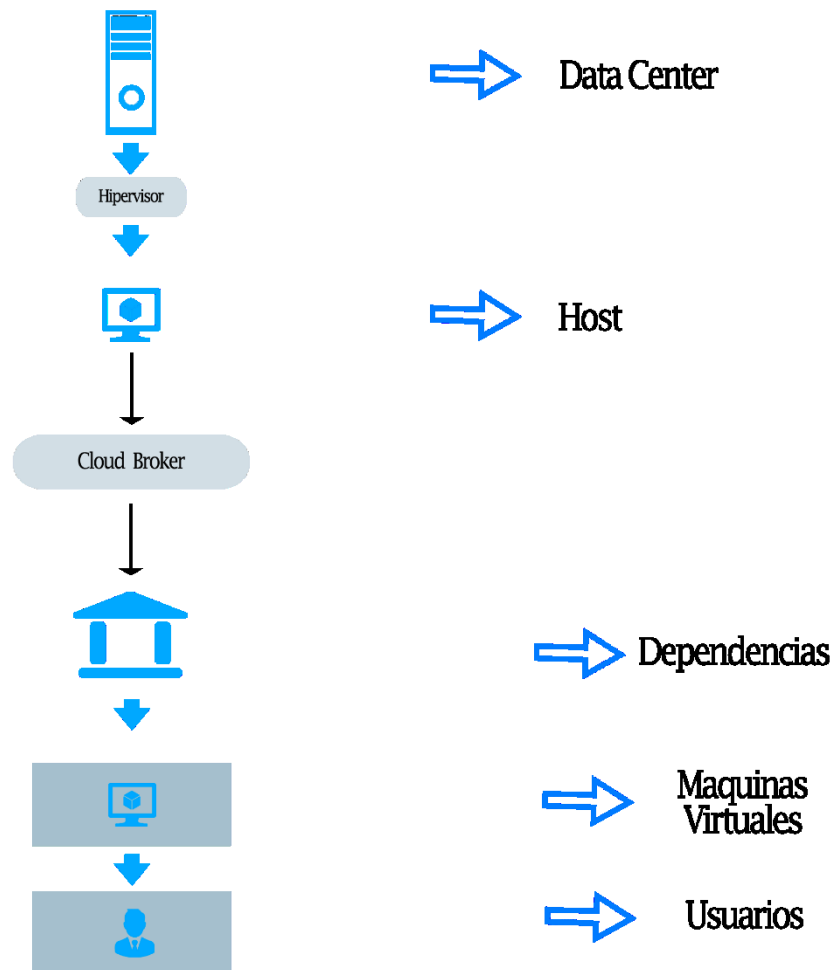 Data Center
Hipervisor
Host
Cloud Broker
Dependencias
Maquinas
Virtuales
Usuarios